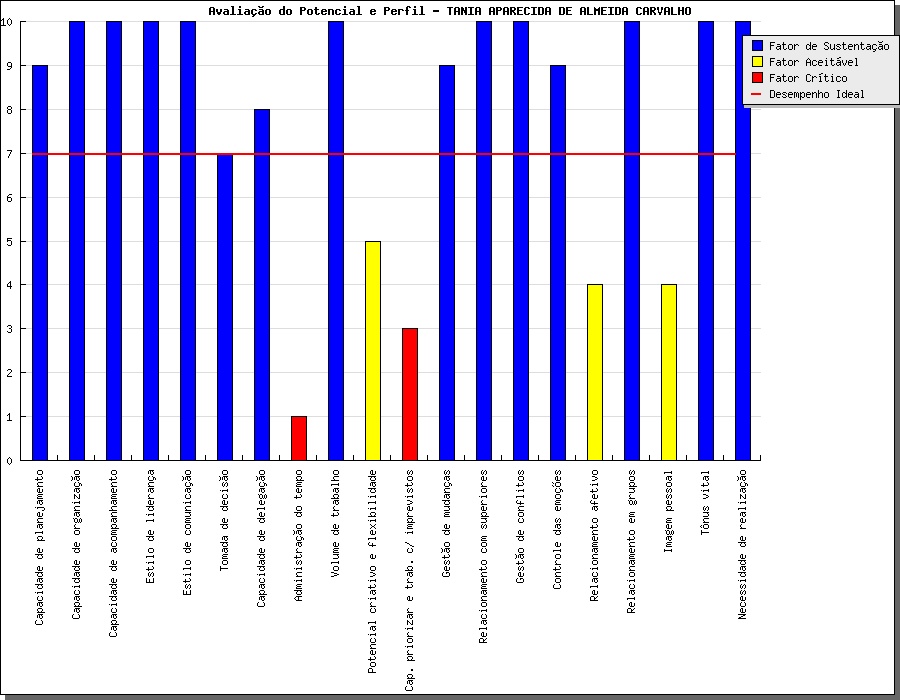 Avaliação do Potencial e Perfil - TANIA APARECIDA DE ALMEIDA CARVALHO
Fator de Sustentação
Fator Aceitável
Fator Crítico
Desempenho Ideal
10
9
8
7
6
5
4
3
2
1
0
Capacidade de planejamento
Capacidade de organização
Capacidade de acompanhamento
Estilo de liderança
Estilo de comunicação
Tomada de decisão
Capacidade de delegação
Administração do tempo
Volume de trabalho
Potencial criativo e flexibilidade
Cap. priorizar e trab. c/ imprevistos
Gestão de mudanças
Relacionamento com superiores
Gestão de conflitos
Controle das emoções
Relacionamento afetivo
Relacionamento em grupos
Imagem pessoal
Tônus vital
Necessidade de realização